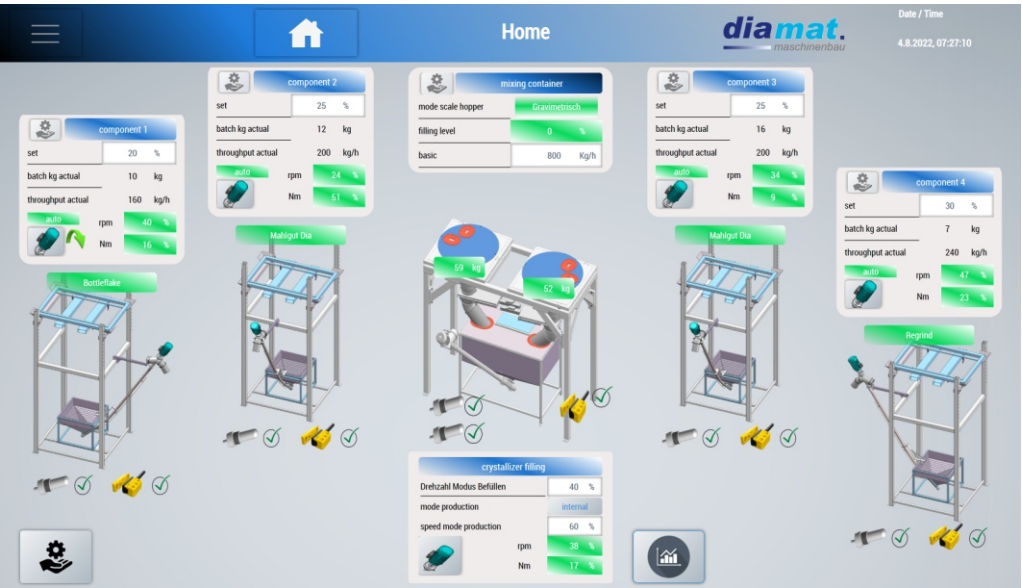 Home
diamat.
maschinenbau
Date / Time
4.8.2022, 07:27:10
component 1
set 20 %
batch kg actual 10 kg
throughput actual 160 kg/h
auto
rpm 40 %
Nm 16 %
Bottleflake
component 2
set 25 %
batch kg actual 12 kg
throughput actual 200 kg/h
auto
rpm 24 %
Nm 51 %
Mahlgut Dia
mixing container
mode scale hopper Gravimetrisch
filling level 0 %
basic 800 Kg/h
59 kg
52 kg
crystallizer filling
Drehzahl Modus Befüllen 40 %
mode production internal
speed mode production 60 %
rpm 38 %
Nm 17 %
component 3
set 25 %
batch kg actual 16 kg
throughput actual 200 kg/h
auto
rpm 34 %
Nm 9 %
Mahlgut Dia
component 4
set 30 %
batch kg actual 7 kg
throughput actual 240 kg/h
auto
rpm 47 %
Nm 23 %
Regrind